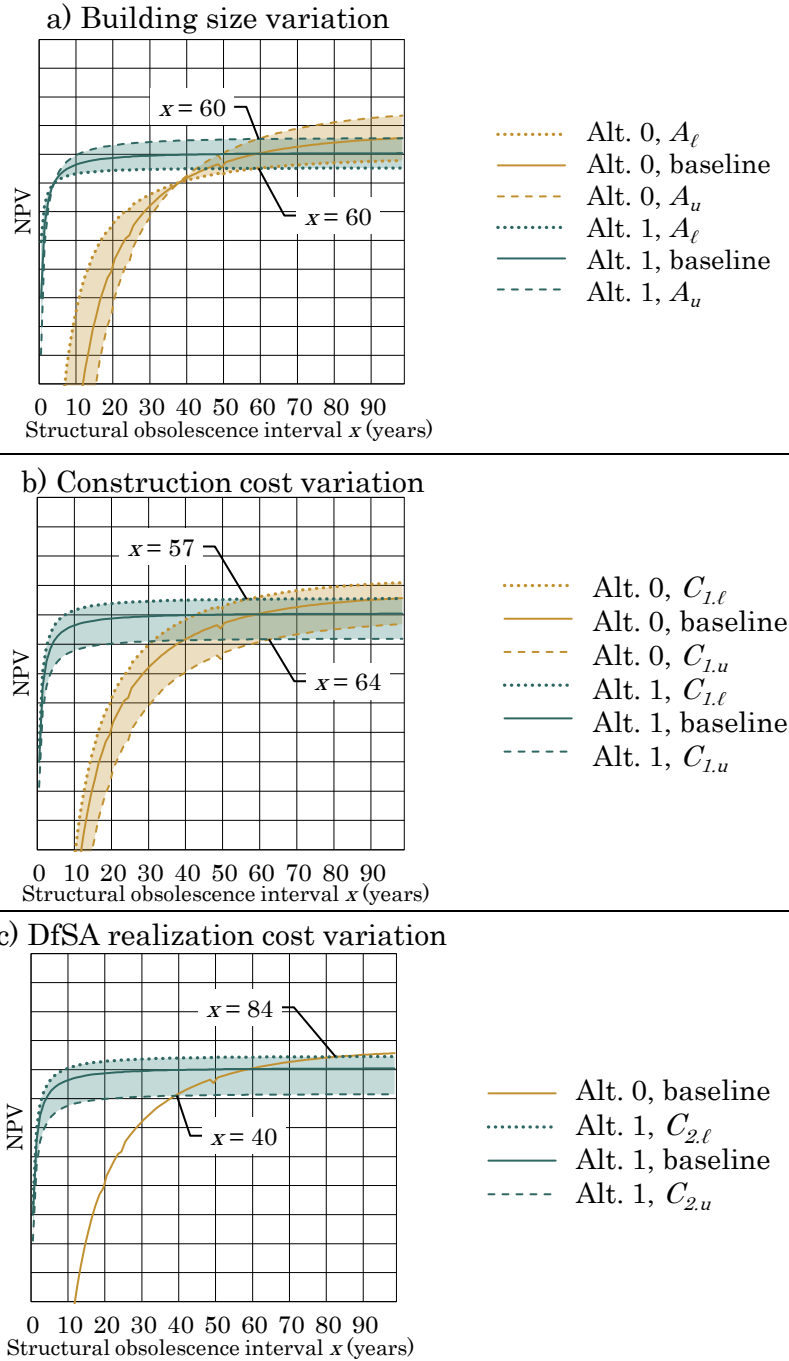 a) Building size variation
x = 60
x = 60
NPV
0 10 20 30 40 50 60 70 80 90
Structural obsolescence interval x (years)
Alt. 0, Aℓ
Alt. 0, baseline
Alt. 0, Au
Alt. 1, Aℓ
Alt. 1, baseline
Alt. 1, Au
b) Construction cost variation
x = 57
x = 64
NPV
0 10 20 30 40 50 60 70 80 90
Structural obsolescence interval x (years)
Alt. 0, C1.ℓ
Alt. 0, baseline
Alt. 0, C1.u
Alt. 1, C1.ℓ
Alt. 1, baseline
Alt. 1, C1.u
c) DfSA realization cost variation
x = 84
x = 40
NPV
0 10 20 30 40 50 60 70 80 90
Structural obsolescence interval x (years)
Alt. 0, baseline
Alt. 1, C2.ℓ
Alt. 1, baseline
Alt. 1, C2.u